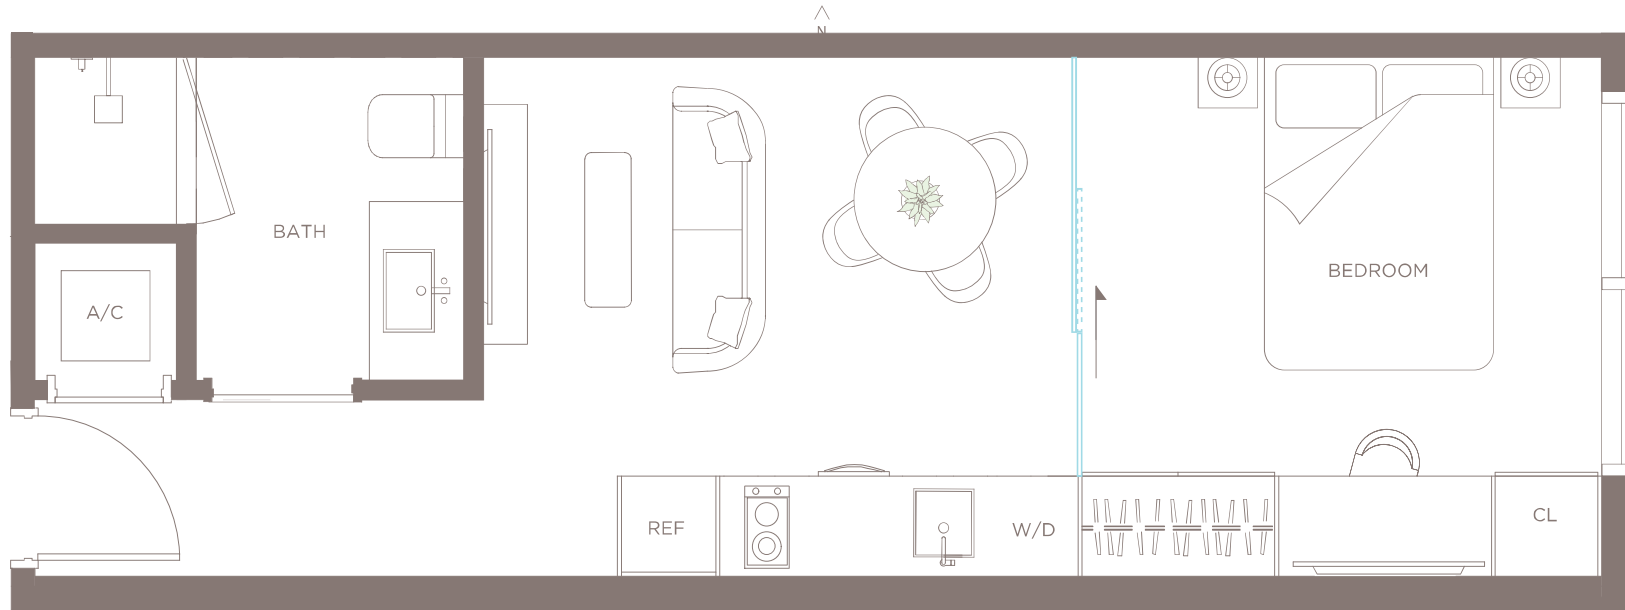 N
BATH
BEDROOM
A/C
REF
W/D
CL